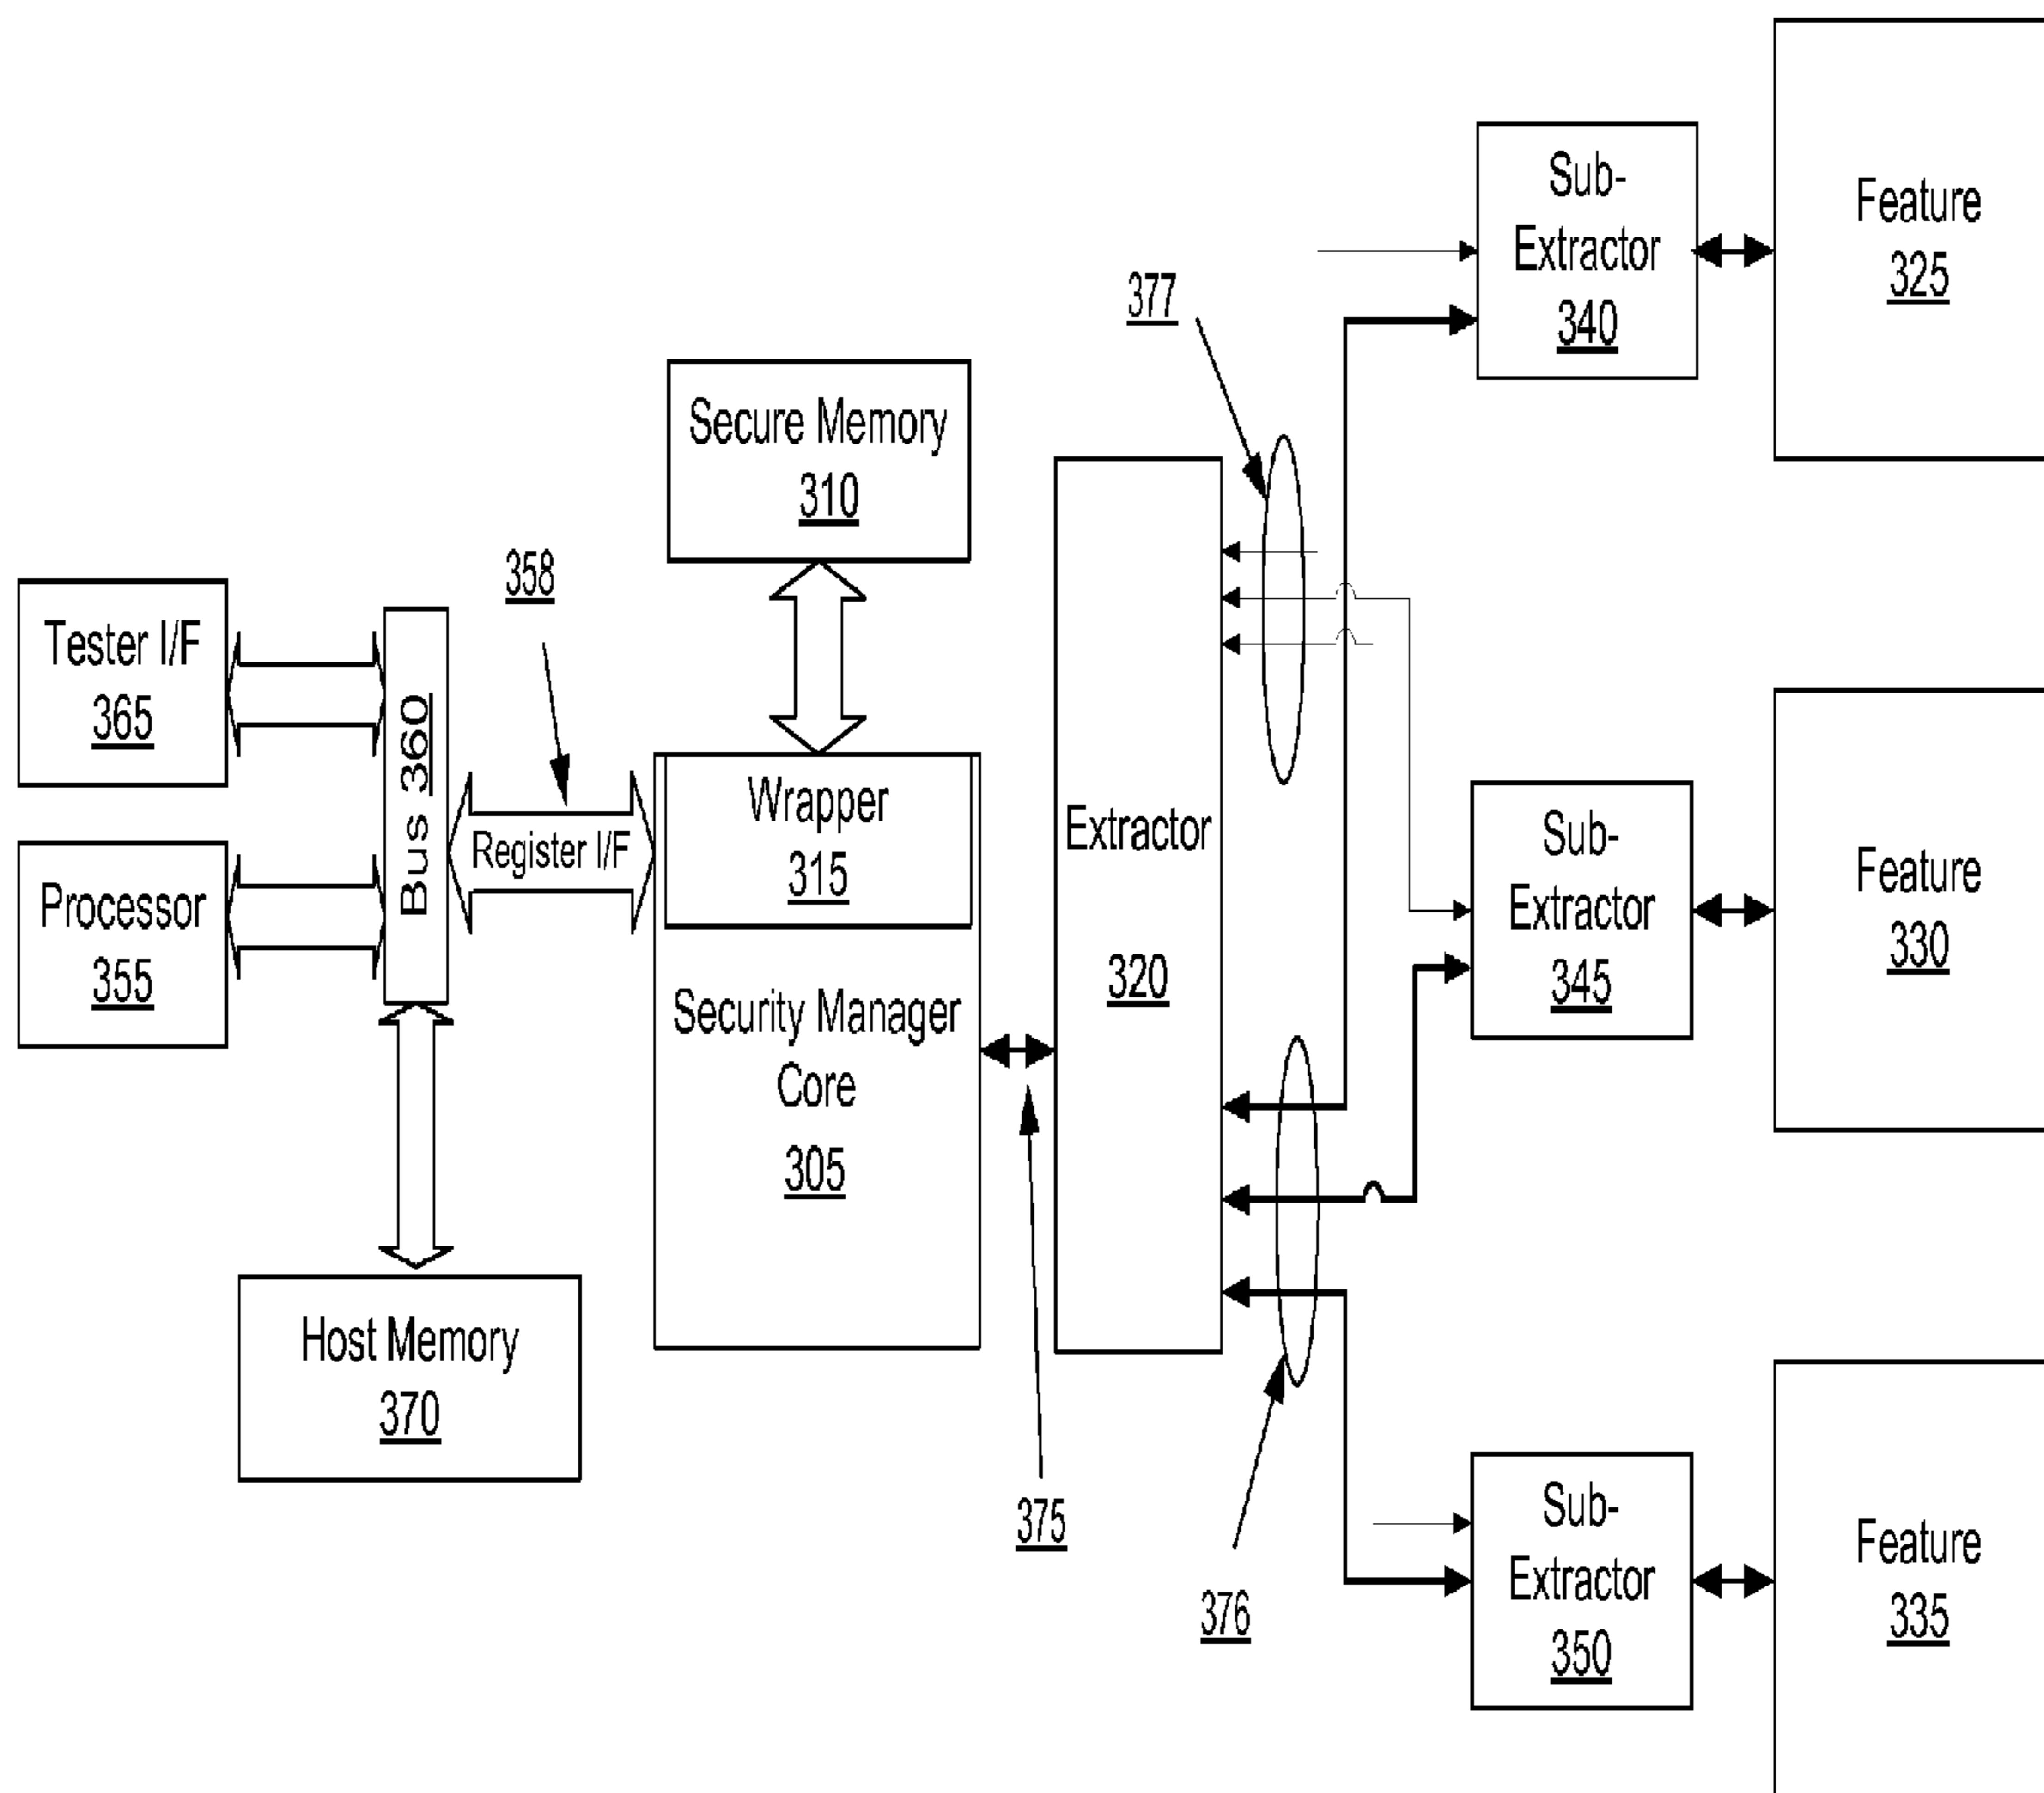 Sub-
Extractor
340
Feature
325
377
Secure Memory
310
358
Tester I/F
365
Bus 360
Register I/F
Wrapper
315
Extractor
320
Sub-
Extractor
345
Feature
330
Processor
355
Security Manager
Core
305
Host Memory
370
375
376
Sub-
Extractor
350
Feature
335